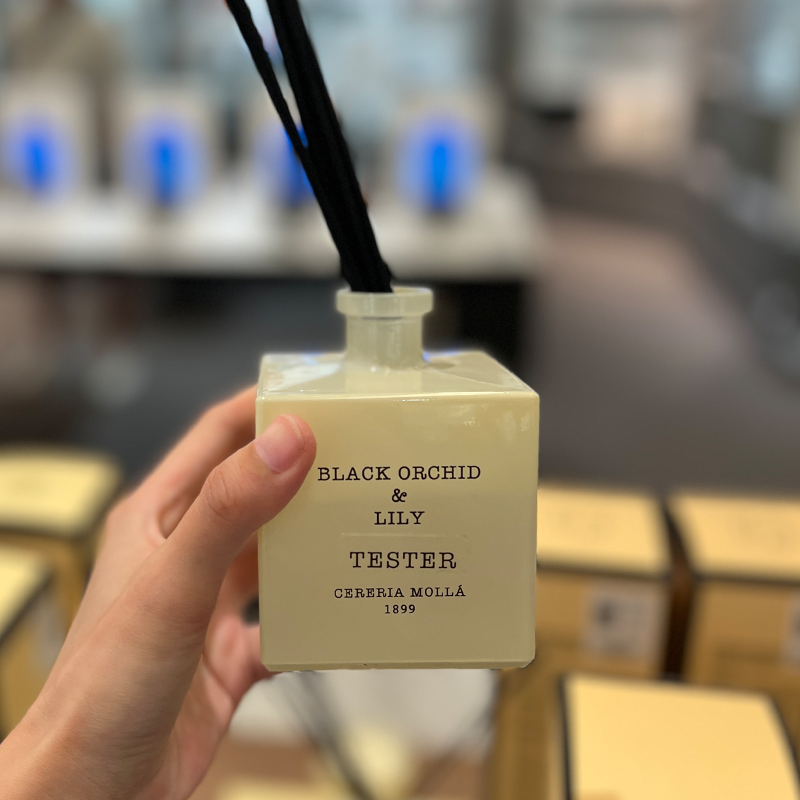 BLACK ORCHID
&
LILY
TESTER
CERERIA MOLLÁ
1899